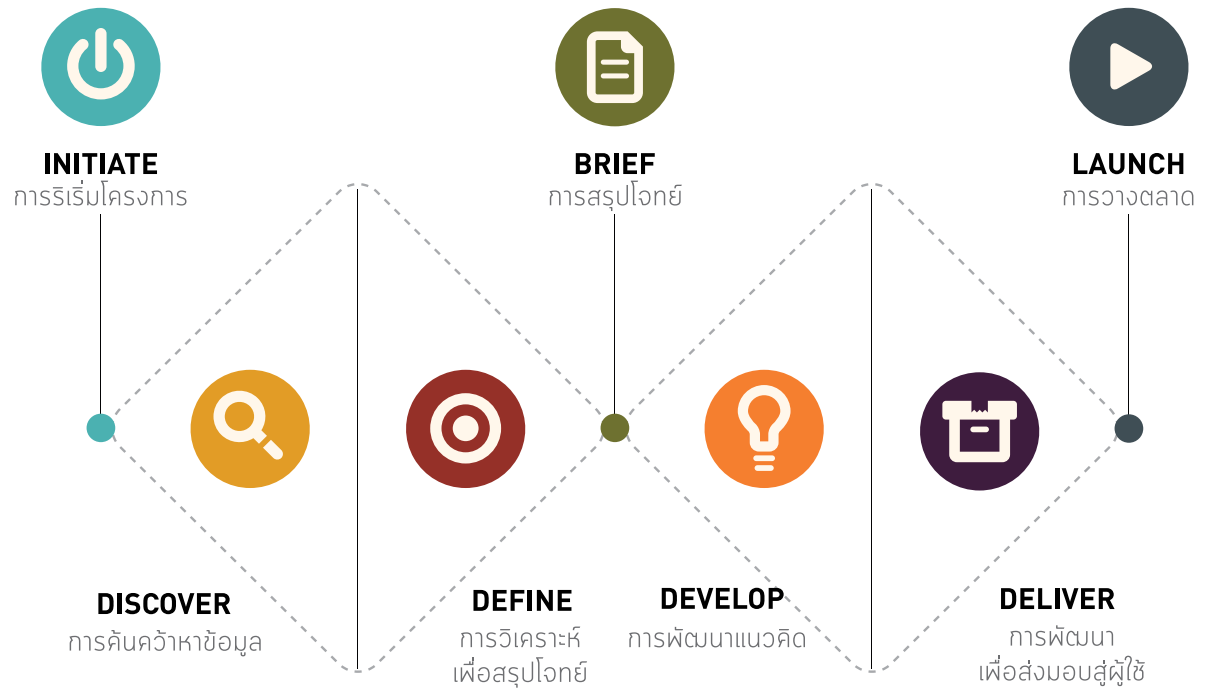 INITIATE
การริเริ่มโครงการ
BRIEF
การสรุปโจทย์
LAUNCH
การวางตลาด
DISCOVER
การค้นคว้าหาข้อมูล
DEFINE
การวิเคราะห์
เพื่อสรุปโจทย์
DEVELOP
การพัฒนาแนวคิด
DELIVER
การพัฒนา
เพื่อส่งมอบสู่ผู้ใช้